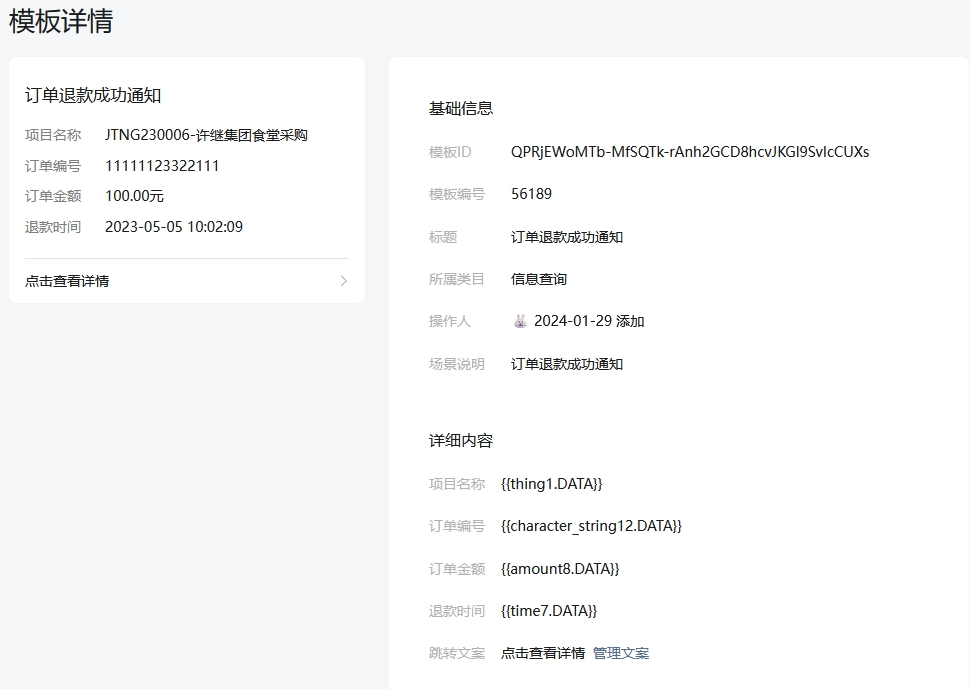 模板详情
订单退款成功通知
项目名称 JTNG230006-许继集团食堂采购
订单编号 11111123322111
订单金额 100.00元
退款时间 2023-05-05 10:02:09
点击查看详情
基础信息
模板ID QPRjEWoMTb-MfSQTk-rAnh2GCD8hcvJKGI9SvlcCUXs
模板编号 56189
标题 订单退款成功通知
所属类目 信息查询
操作人 2024-01-29 添加
场景说明 订单退款成功通知
详细内容
项目名称 {{thing1.DATA}}
订单编号 {{character_string12.DATA}}
订单金额 {{amount8.DATA}}
退款时间 {{time7.DATA}}
跳转文案 点击查看详情 管理文案